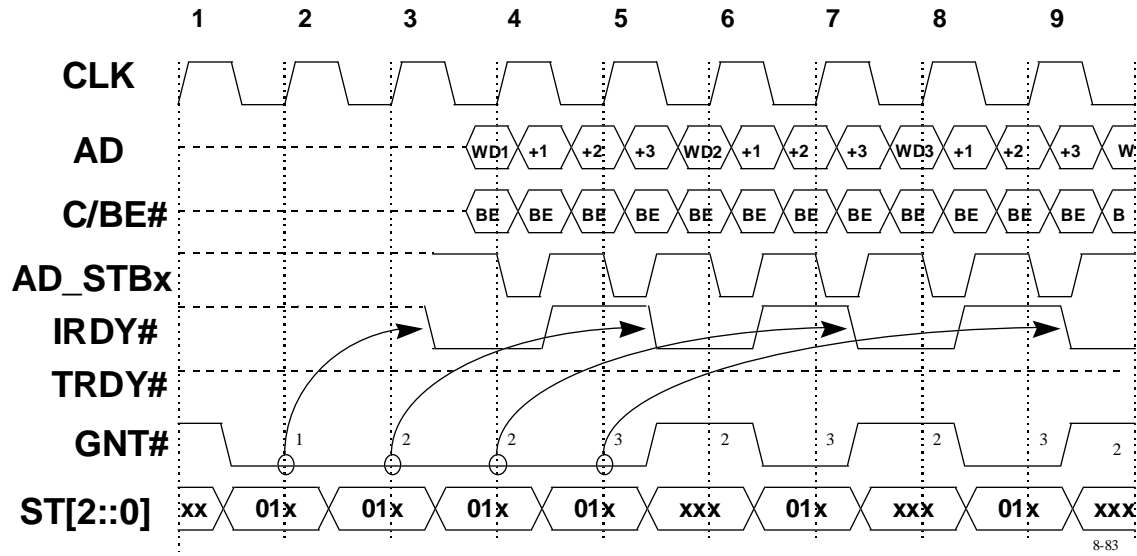 1 2 3 4 5 6 7 8 9
CLK
AD WD1 +1 +2 +3 WD2 +1 +2 +3 WD3 +1 +2 +3 W
C/BE# BE BE BE BE BE BE BE BE BE BE BE BE B
AD_STBx
IRDY#
TRDY#
GNT# 1 2 2 3 2 3 2 3 2
ST[2::0] xx 01x 01x 01x 01x xxx 01x xxx 01x xxx
8-83